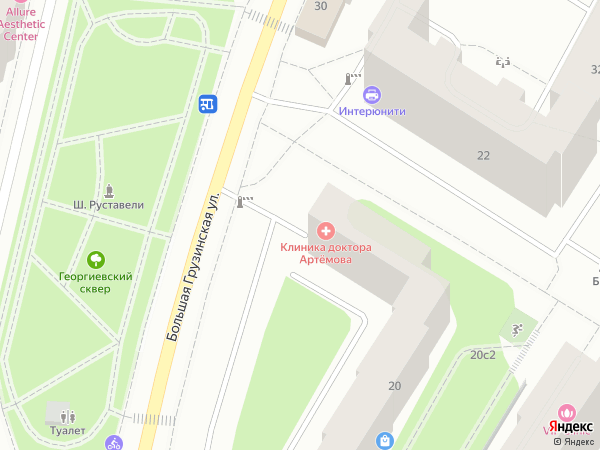 Allure
Aesthetic
Center
30
32
Интерюнити
22
Ш. Руставели
Большая Грузинская ул.
Клиника доктора
Артёмова
Георгиевский
сквер
Б
20с2
20
Туалет
Яндекс
© Яндекс